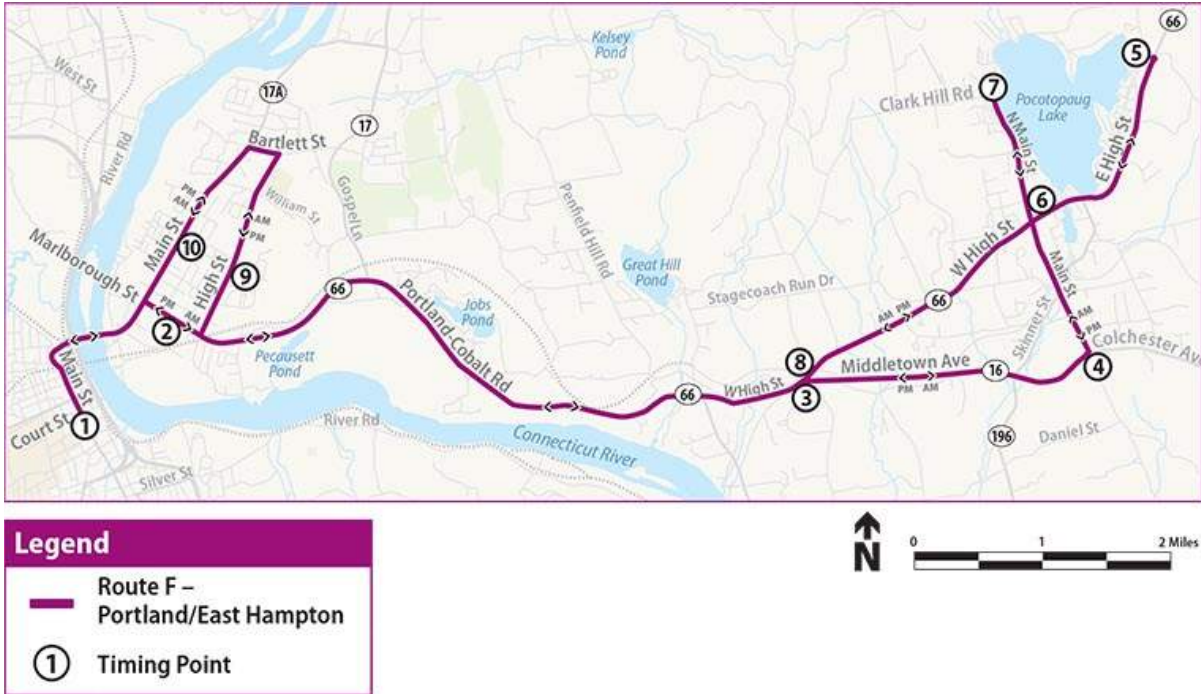 66
5
Kelsey
Pond
West St
17A
7
Clark Hill Rd
Pocotopaug
Lake
River Rd
17
Bartlett St
N Main St
E High St
PM
AM
William St
AM
PM
Gospel Ln
Penfield Hill Rd
6
Marlborough St
Main St
10
High St
9
W High St
Great Hill
Pond
Main St
PM
AM
2
66
Portland-Cobalt Rd
Jobs
Pond
Stagecoach Run Dr
AM PM
66
Skinner St
AM
PM
Colchester Av
Pecausett
Pond
8
Middletown Ave
4
Main St
W High St
3
16
PM AM
66
Court St
1
River Rd
Connecticut River
196
Daniel St
Silver St
Legend
Route F –
Portland/East Hampton
1
Timing Point
N
0 1 2 Miles